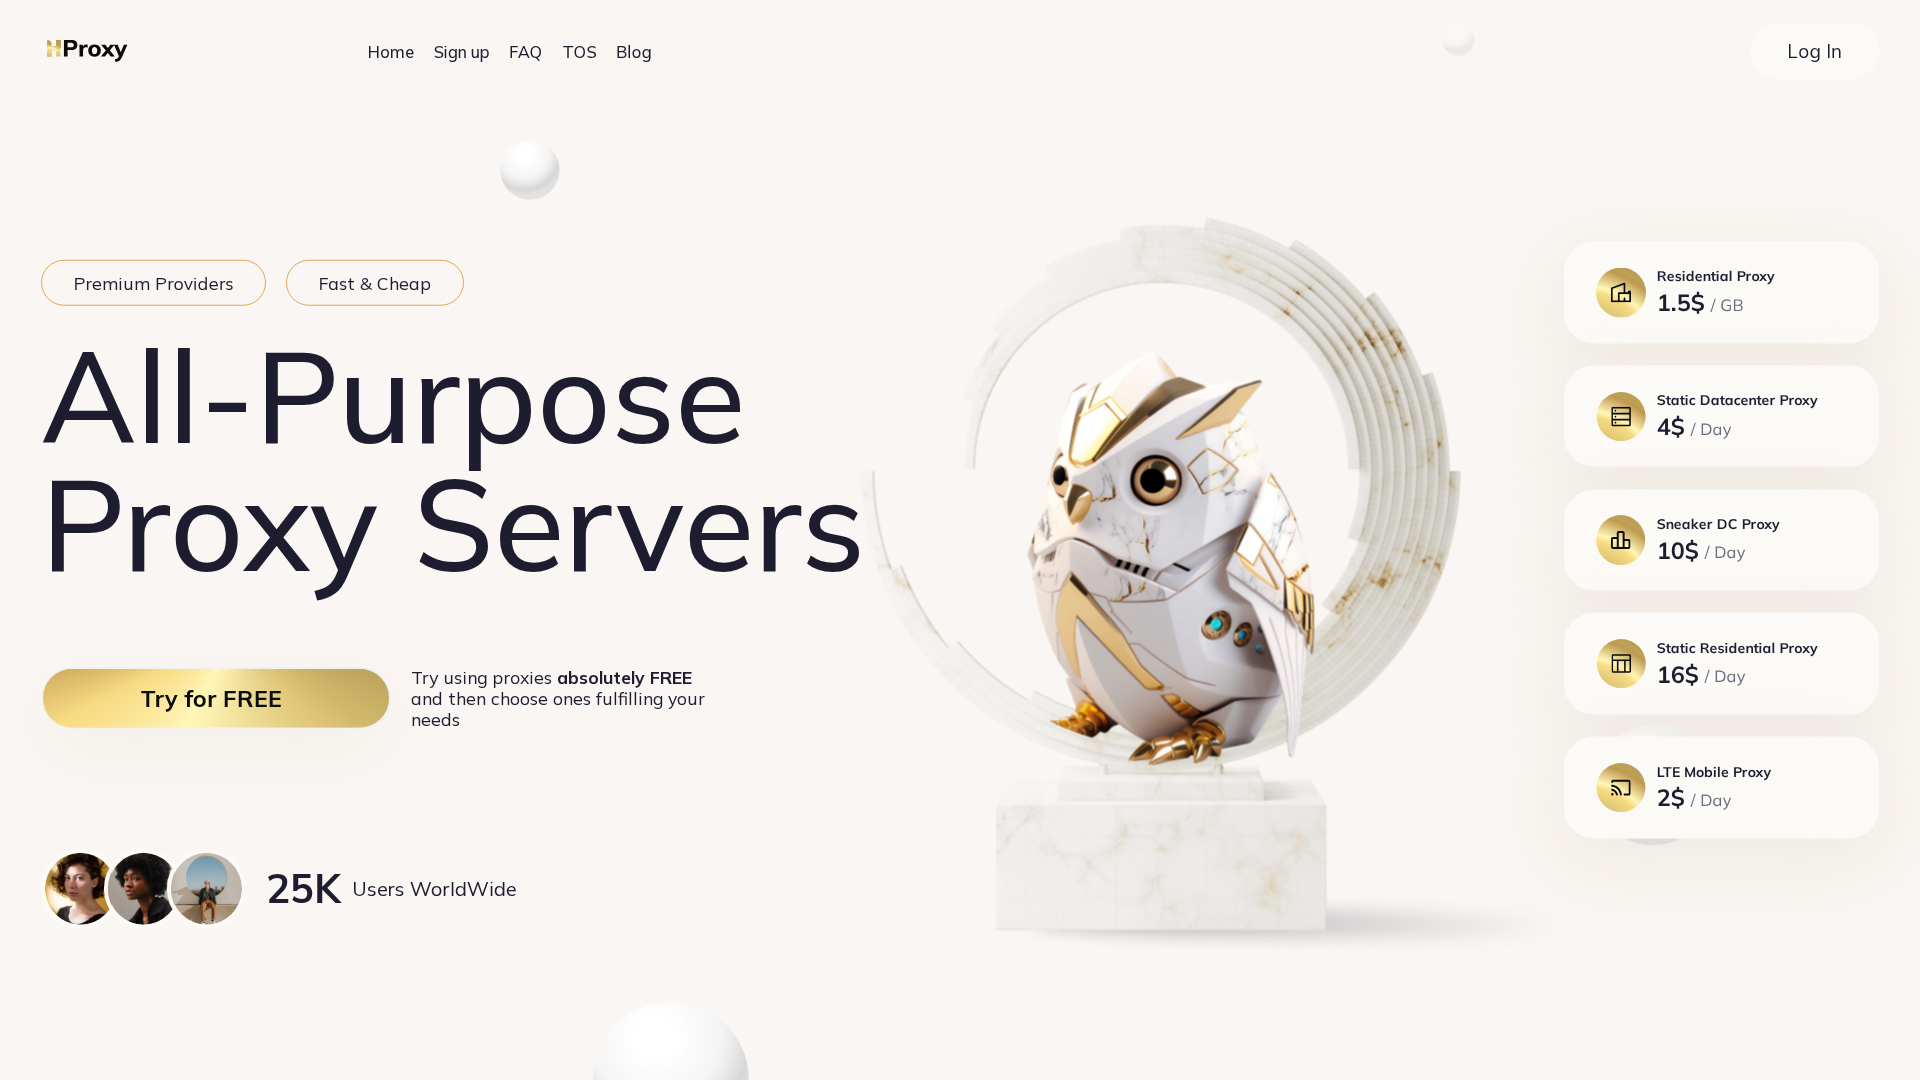 HProxy
Home
Sign up
FAQ
TOS
Blog
Log In
Premium Providers
Fast & Cheap
All-Purpose
Proxy Servers
Try for FREE
Try using proxies absolutely FREE
and then choose ones fulfilling your
needs
25K Users WorldWide
Residential Proxy
1.5$ / GB
Static Datacenter Proxy
4$ / Day
Sneaker DC Proxy
10$ / Day
Static Residential Proxy
16$ / Day
LTE Mobile Proxy
2$ / Day